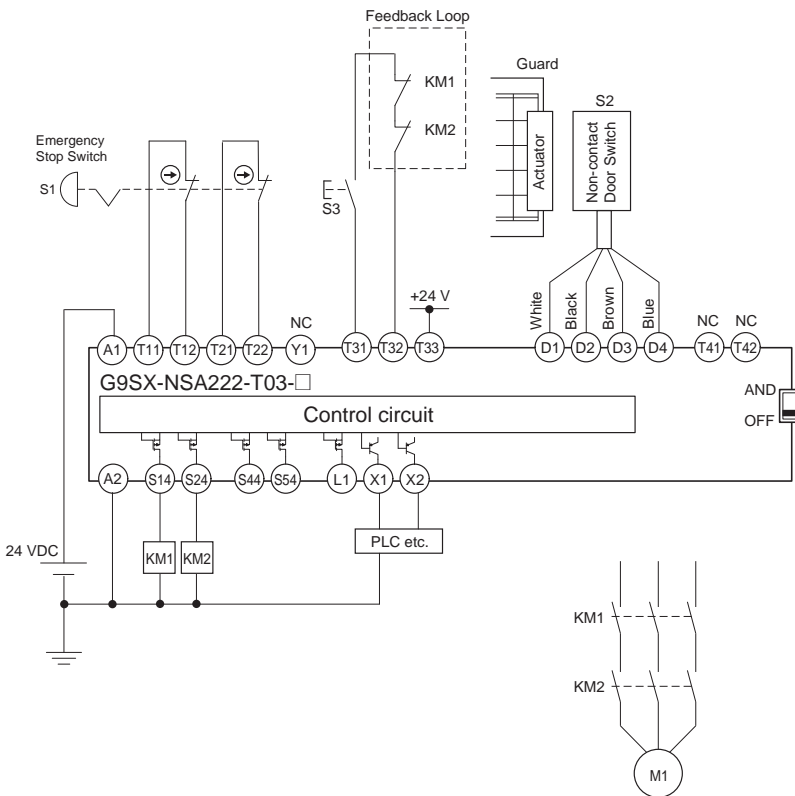 Feedback Loop
KM1
KM2
Guard
Actuator
S2
Non-contact
Door Switch
Emergency
Stop Switch
S1
S3
+24 V
White
Black
Brown
Blue
NC
NC
NC
A1
T11
T12
T21
T22
Y1
T31
T32
T33
D1
D2
D3
D4
T41
T42
G9SX-NSA222-T03-□
Control circuit
AND
OFF
A2
S14
S24
S44
S54
L1
X1
X2
24 VDC
KM1
KM2
PLC etc.
KM1
KM2
M1